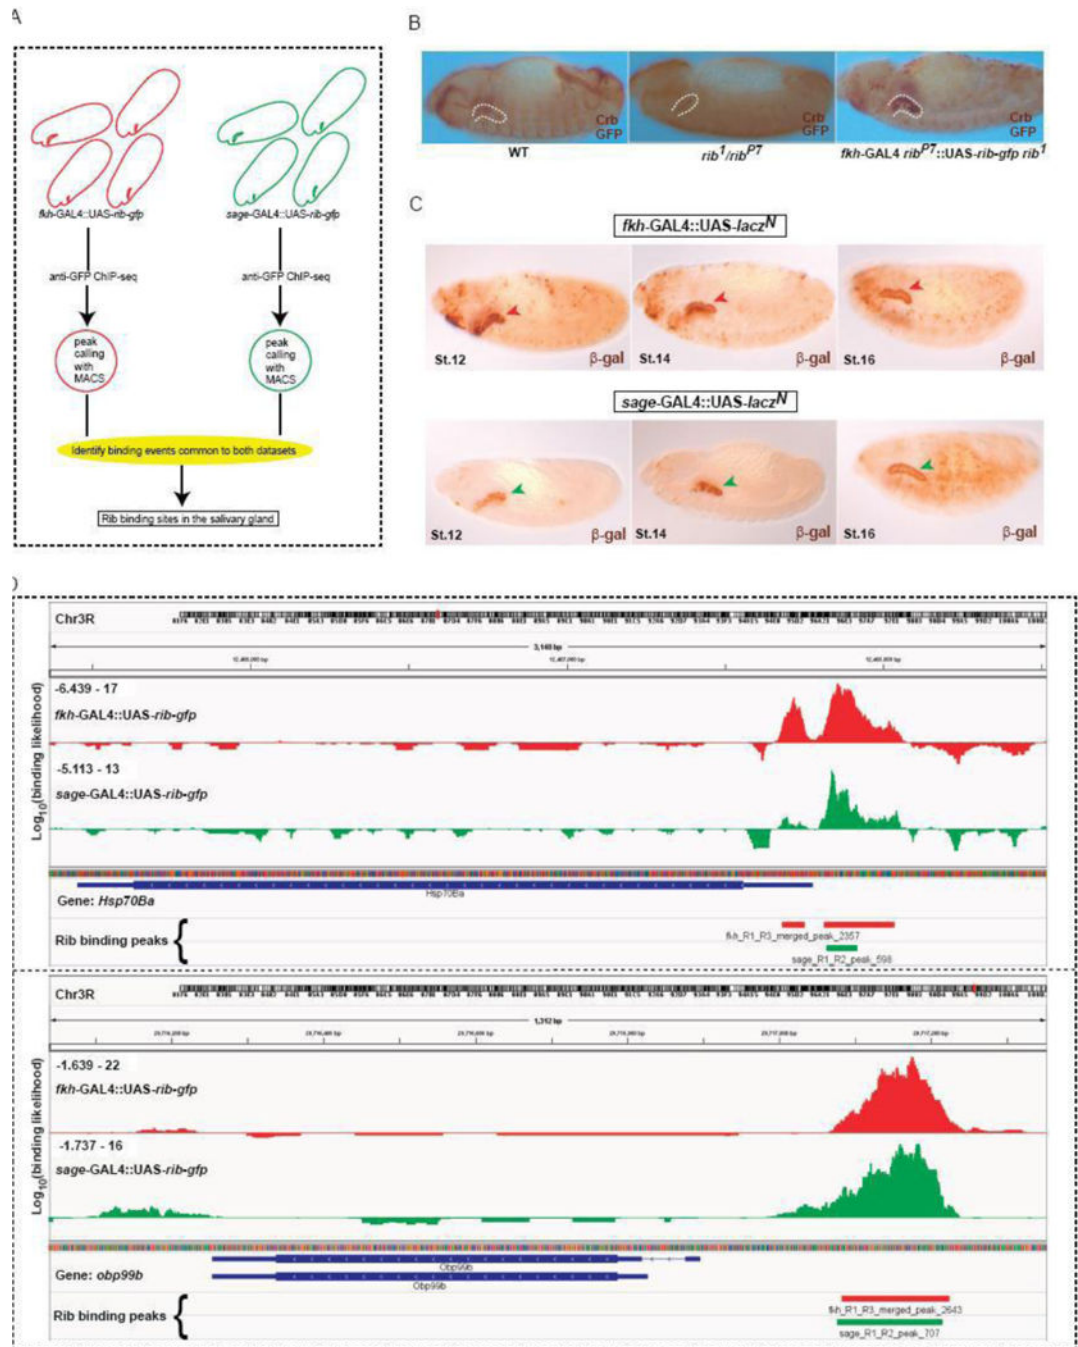 A
fkh-GAL4::UAS-rib-gfp
sage-GAL4::UAS-rib-gfp
anti-GFP ChIP-seq
anti-GFP ChIP-seq
peak
calling
with
MACS
peak
calling
with
MACS
Identify binding events common to both datasets
Rib binding sites in the salivary gland
B
Crb
GFP
Crb
GFP
Crb
GFP
WT
rib1/ribP7
fkh-GAL4 ribP7::UAS-rib-gfp rib1
C
fkh-GAL4::UAS-laczN
St.12
β-gal
St.14
β-gal
St.16
β-gal
sage-GAL4::UAS-laczN
St.12
β-gal
St.14
β-gal
St.16
β-gal
Log10(binding likelihood)
Chr3R
3,148 bp
-6.439 - 17
fkh-GAL4::UAS-rib-gfp
-5.113 - 13
sage-GAL4::UAS-rib-gfp
Hsp70Ba
Gene: Hsp70Ba
Rib binding peaks
fkh_R1_R3_merged_peak_2357
sage_R1_R2_peak_598
Log10(binding likelihood)
Chr3R
1,312 bp
-1.639 - 22
fkh-GAL4::UAS-rib-gfp
-1.737 - 16
sage-GAL4::UAS-rib-gfp
Obp99b
Gene: obp99b
Obp99b
Rib binding peaks
fkh_R1_R3_merged_peak_2643
sage_R1_R2_peak_707